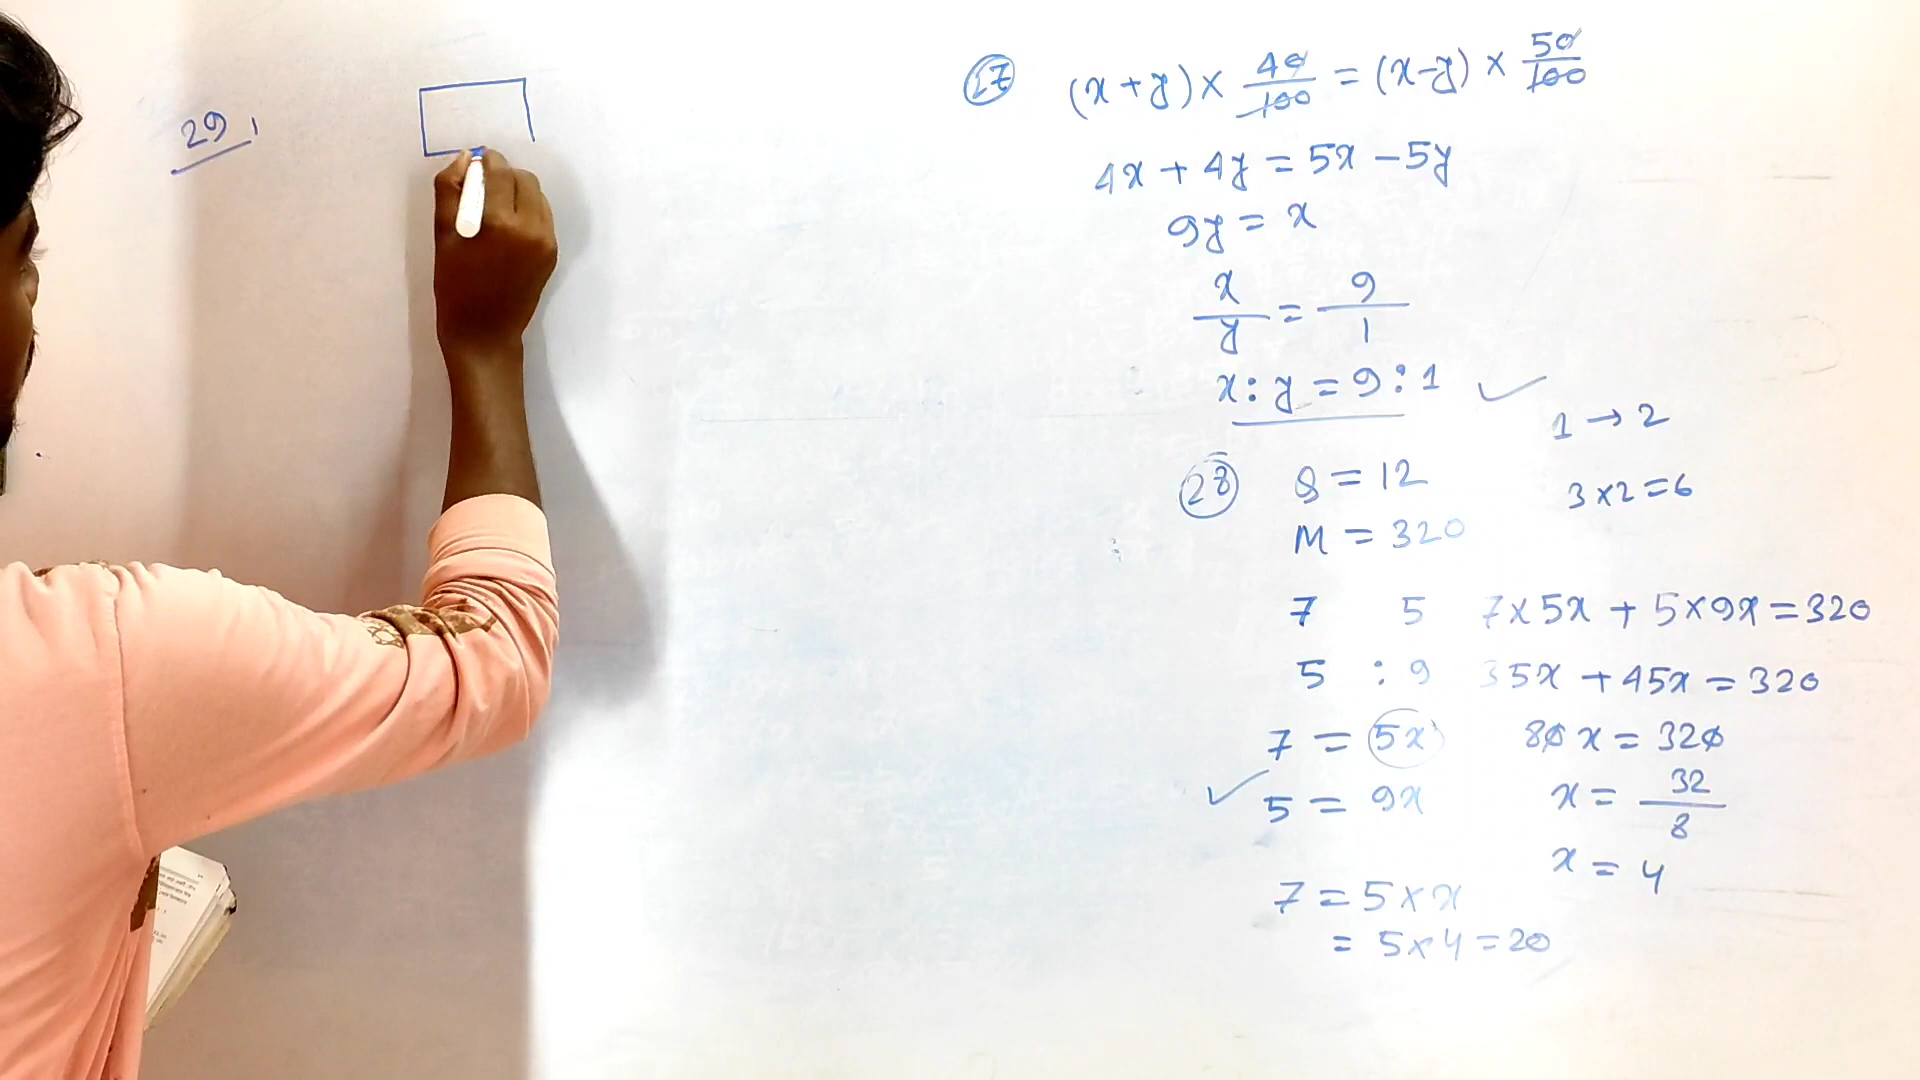 29,
27 (x+y) × 40/100 = (x-y) × 50/100
4x + 4y = 5x - 5y
9y = x
x/y = 9/1
x : y = 9 : 1 ✓
1 → 2
3×2=6
28 8 = 12
M = 320
7 5 7×5x + 5×9x = 320
5 : 9 35x + 45x = 320
7 = 5x 80x = 320
✓ 5 = 9x x = 32/8
x = 4
7 = 5×x
= 5×4=20